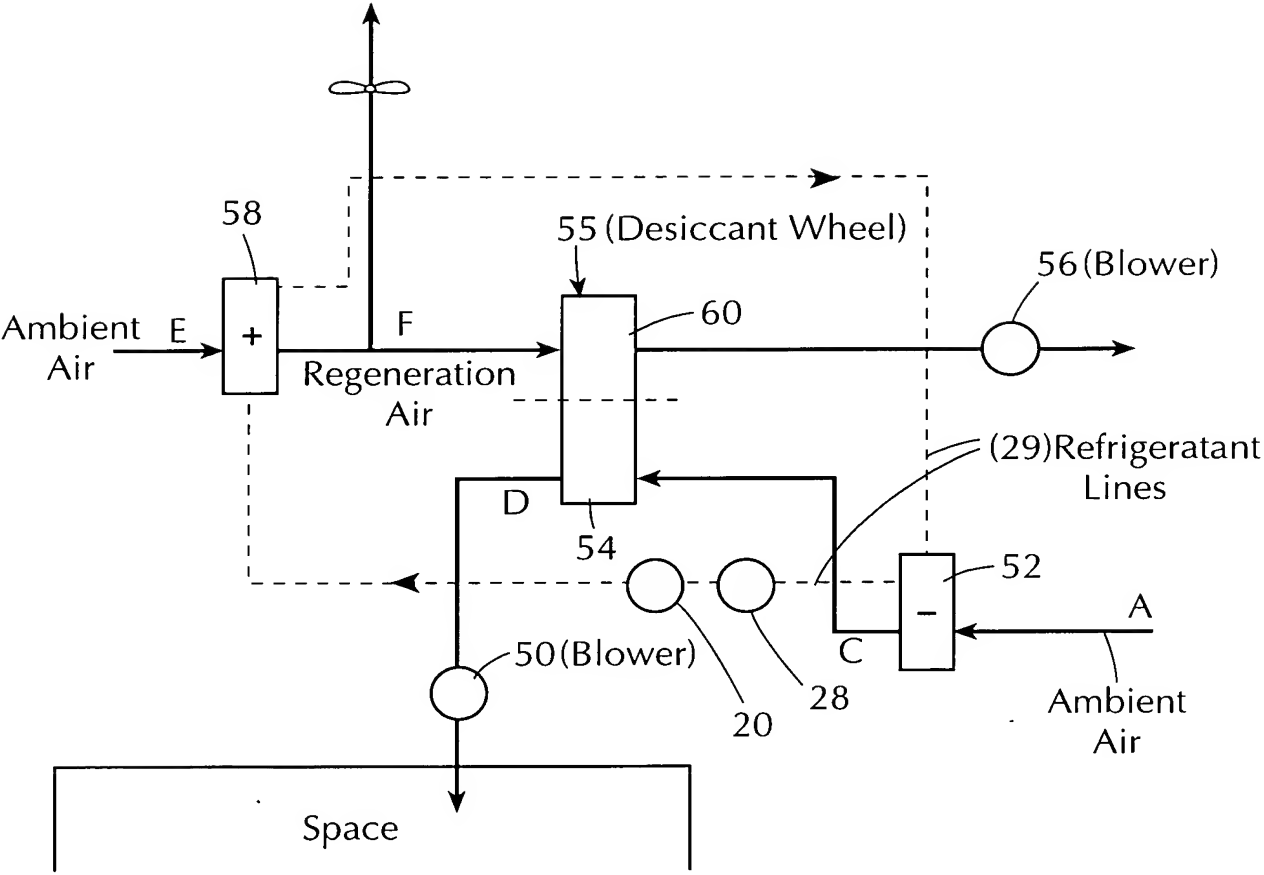 58
55 (Desiccant Wheel)
56 (Blower)
60
Ambient
Air
E
+
F
Regeneration
Air
(29) Refrigeratant
Lines
D
54
52
−
A
C
50 (Blower)
20
28
Ambient
Air
Space